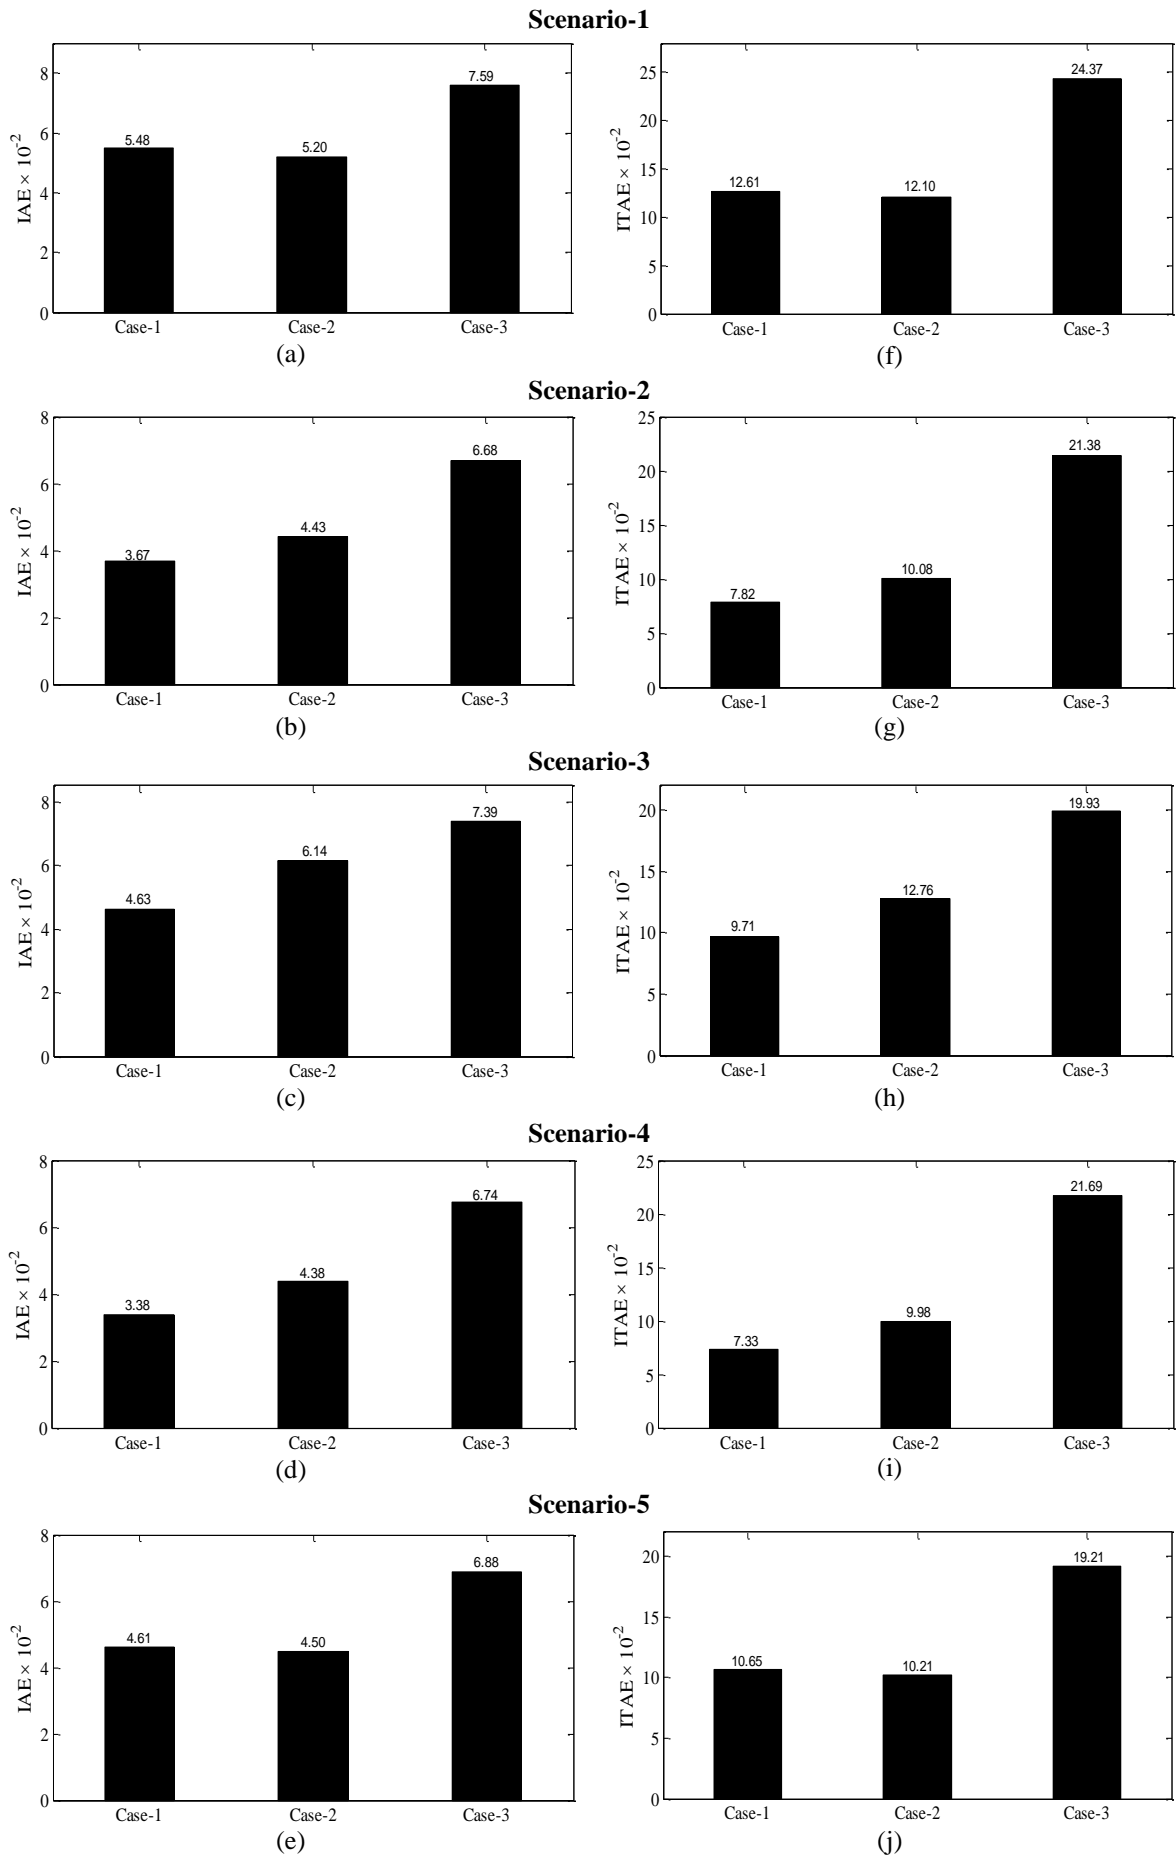 Scenario-1
IAE × 10-2
8
6
4
2
0
5.48
5.20
7.59
Case-1 Case-2 Case-3
(a)
ITAE × 10-2
25
20
15
10
5
0
12.61
12.10
24.37
Case-1 Case-2 Case-3
(f)
Scenario-2
IAE × 10-2
8
6
4
2
0
3.67
4.43
6.68
Case-1 Case-2 Case-3
(b)
ITAE × 10-2
25
20
15
10
5
0
7.82
10.08
21.38
Case-1 Case-2 Case-3
(g)
Scenario-3
IAE × 10-2
8
6
4
2
0
4.63
6.14
7.39
Case-1 Case-2 Case-3
(c)
ITAE × 10-2
20
15
10
5
0
9.71
12.76
19.93
Case-1 Case-2 Case-3
(h)
Scenario-4
IAE × 10-2
8
6
4
2
0
3.38
4.38
6.74
Case-1 Case-2 Case-3
(d)
ITAE × 10-2
25
20
15
10
5
0
7.33
9.98
21.69
Case-1 Case-2 Case-3
(i)
Scenario-5
IAE × 10-2
8
6
4
2
0
4.61
4.50
6.88
Case-1 Case-2 Case-3
(e)
ITAE × 10-2
20
15
10
5
0
10.65
10.21
19.21
Case-1 Case-2 Case-3
(j)